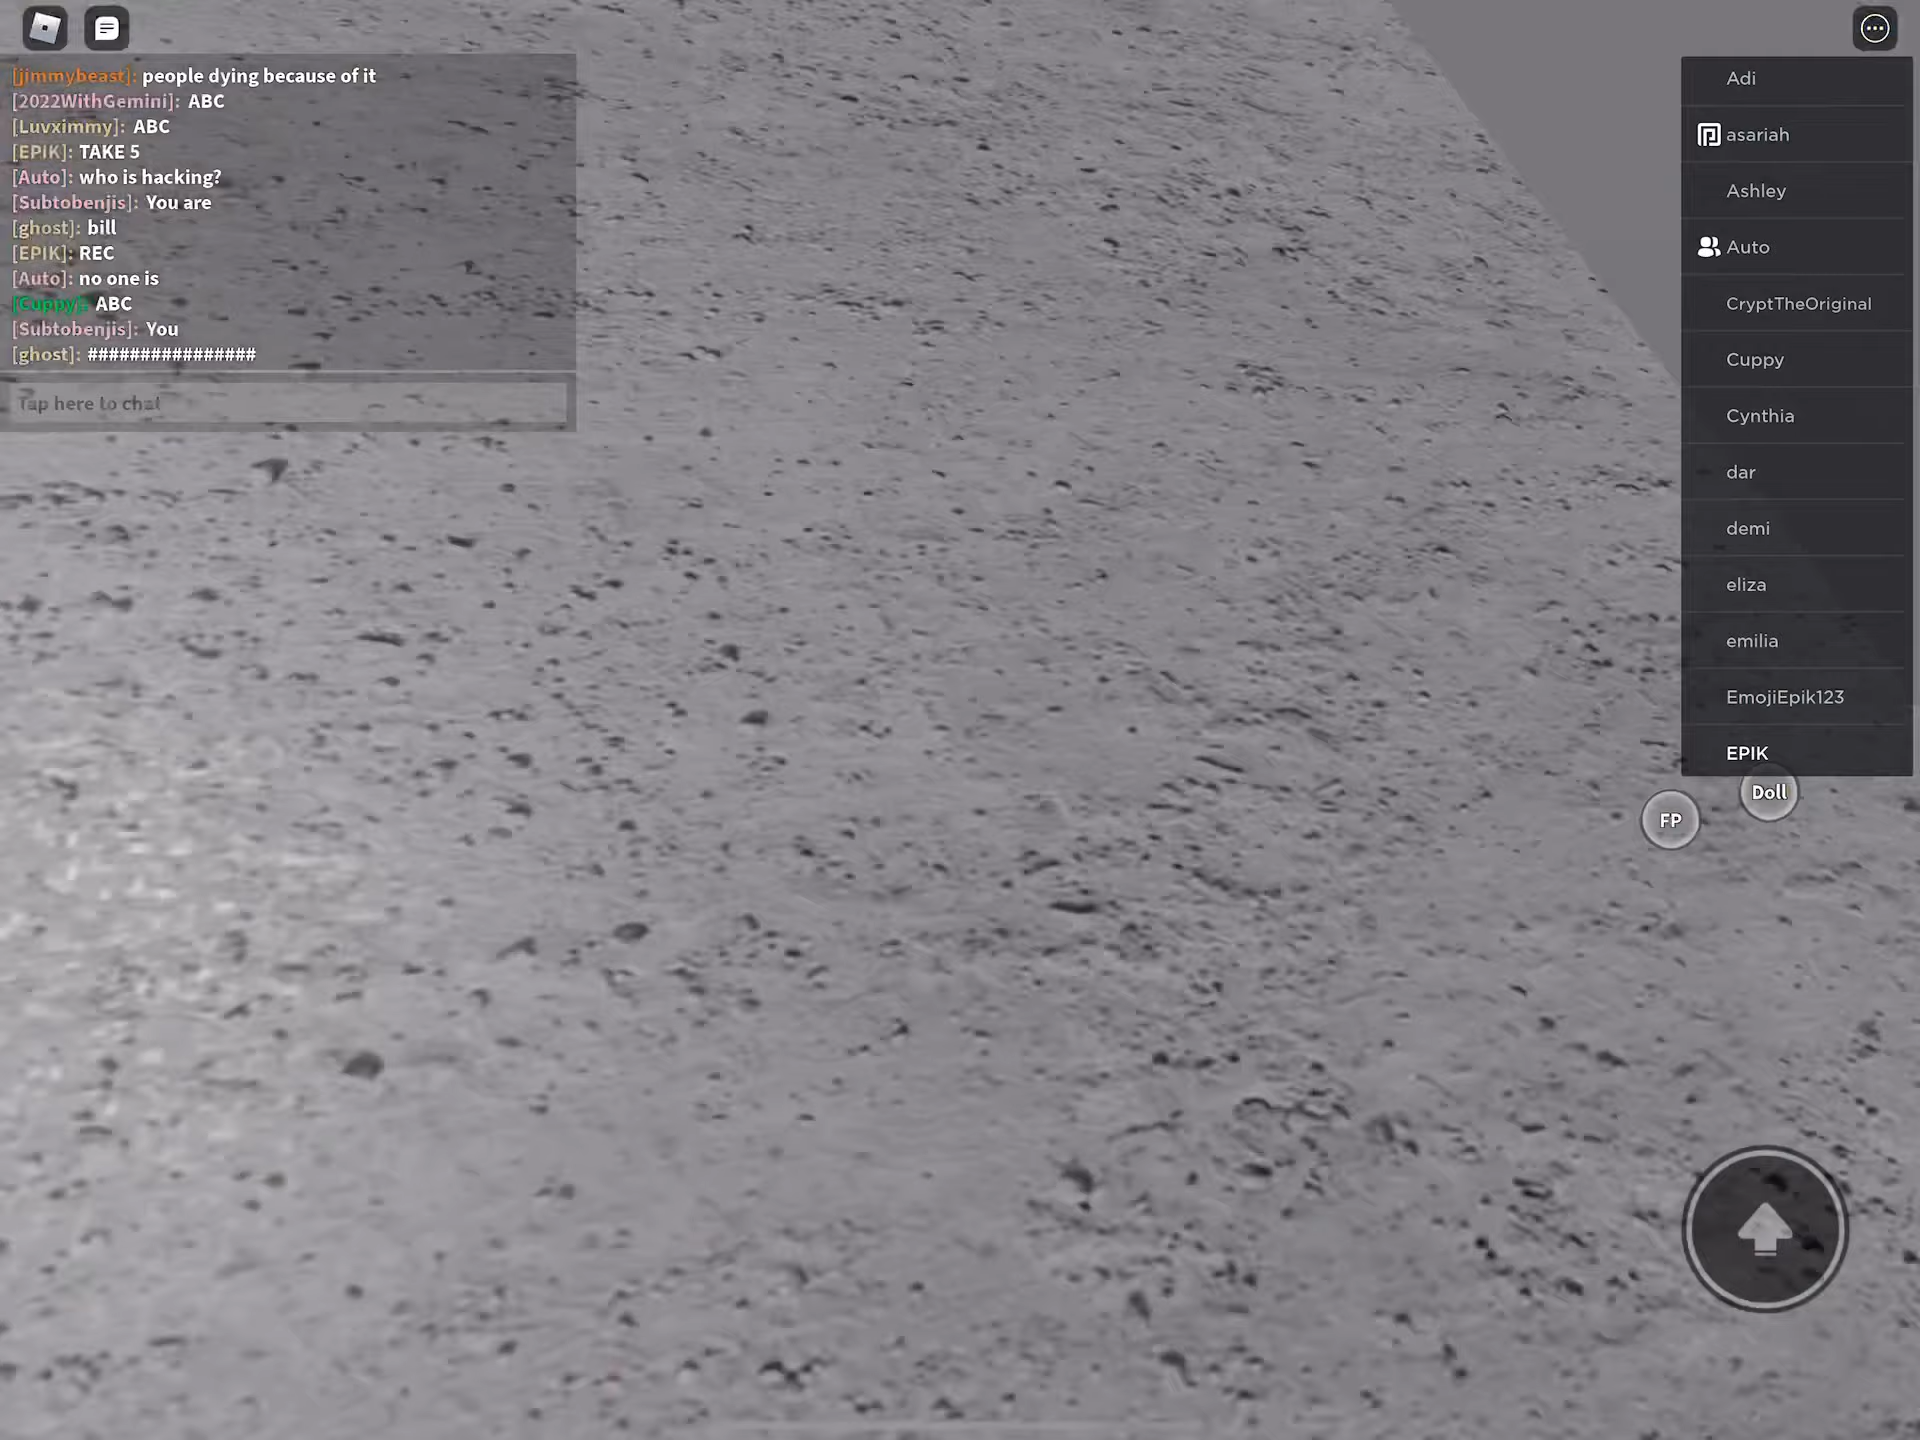 [jimmybeast]: people dying because of it
[2022WithGemini]: ABC
[Luvximmy]: ABC
[EPIK]: TAKE 5
[Auto]: who is hacking?
[Subtobenjis]: You are
[ghost]: bill
[EPIK]: REC
[Auto]: no one is
[Cuppy]: ABC
[Subtobenjis]: You
[ghost]: ################
Tap here to chat
Adi
asariah
Ashley
Auto
CryptTheOriginal
Cuppy
Cynthia
dar
demi
eliza
emilia
EmojiEpik123
EPIK
Doll
FP